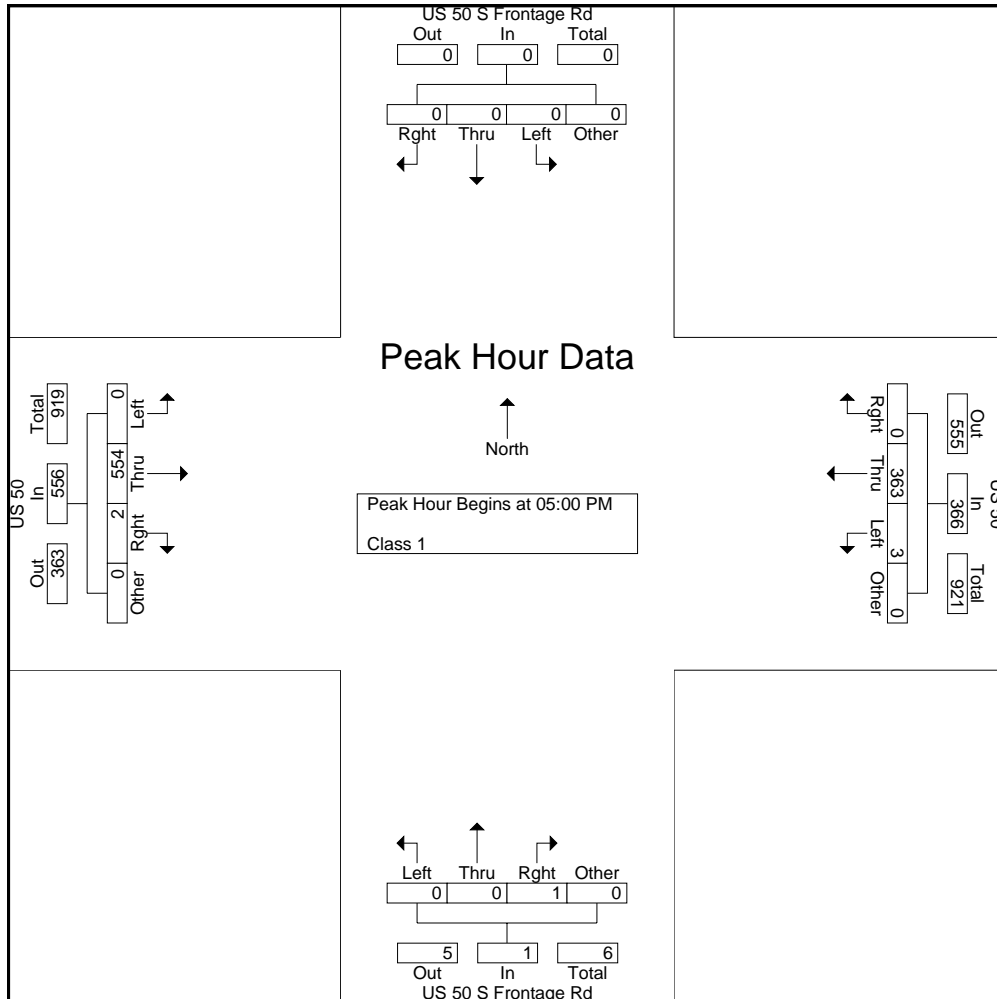 US 50 S Frontage Rd
Out In Total
0 0 0
0 0 0 0
Rght Thru Left Other
Peak Hour Data
North
Peak Hour Begins at 05:00 PM
Class 1
US 50
Total In Out
919 556 363
0 554 2 0
Left Thru Rght Other
Rght Thru Left Other
0 363 3 0
555 366 921
Out In Total
US 50
Left Thru Rght Other
0 0 1 0
5 1 6
Out In Total
US 50 S Frontage Rd